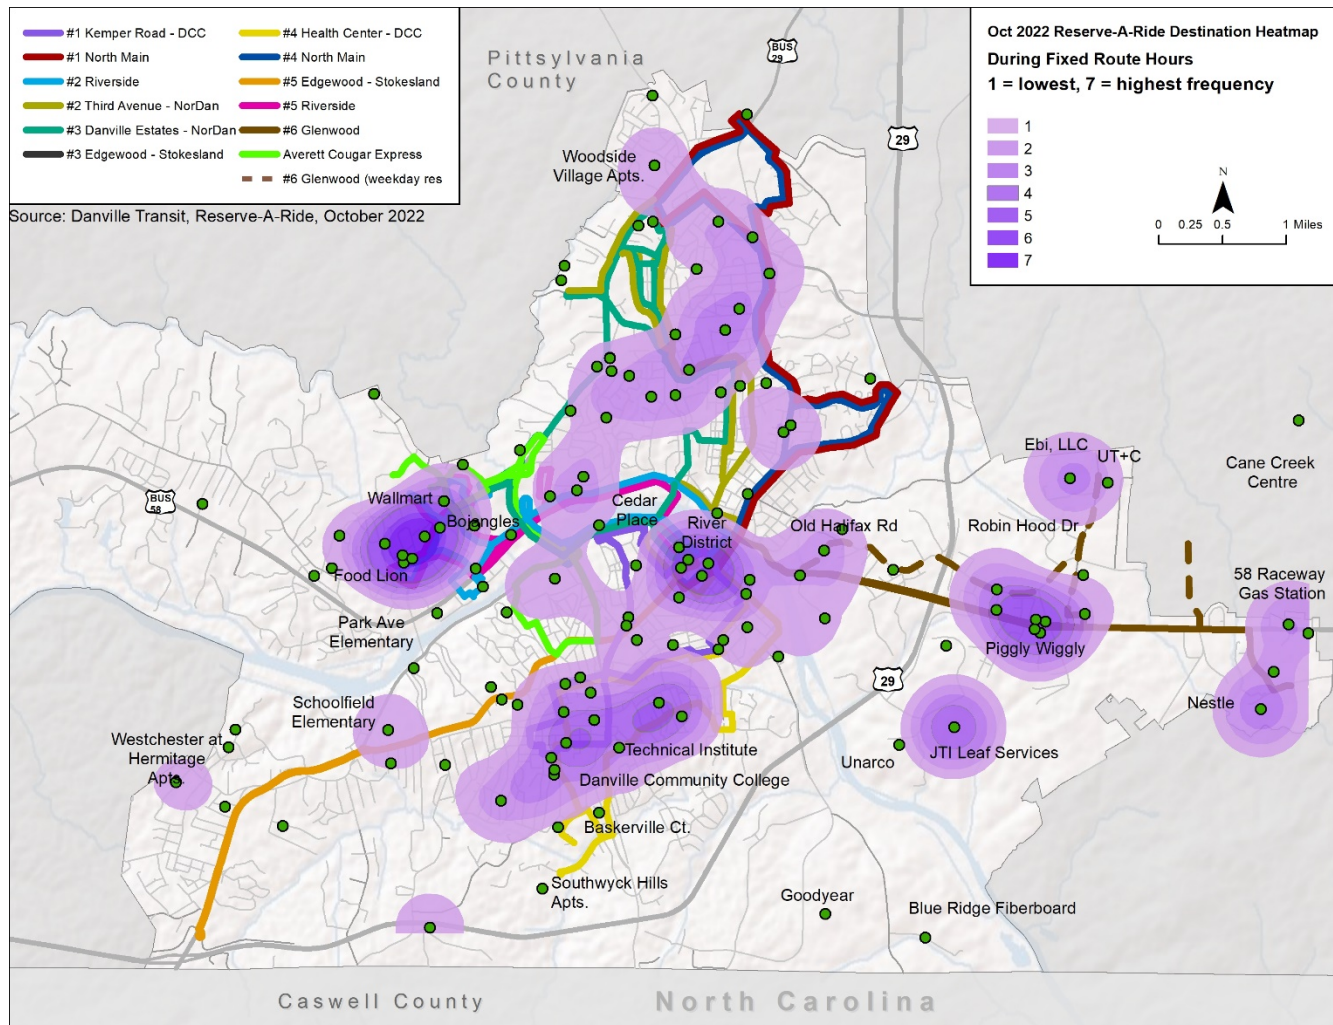 #1 Kemper Road - DCC
#1 North Main
#2 Riverside
#2 Third Avenue - NorDan
#3 Danville Estates - NorDan
#3 Edgewood - Stokesland
#4 Health Center - DCC
#4 North Main
#5 Edgewood - Stokesland
#5 Riverside
#6 Glenwood
Averett Cougar Express
#6 Glenwood (weekday res
Source: Danville Transit, Reserve-A-Ride, October 2022
Oct 2022 Reserve-A-Ride Destination Heatmap
During Fixed Route Hours
1 = lowest, 7 = highest frequency
1
2
3
4
5
6
7
N
0 0.25 0.5 1 Miles
Pittsylvania
County
BUS
29
29
Woodside
Village Apts.
Ebi, LLC
UT+C
Cane Creek
Centre
BUS
58
Wallmart
Bojangles
Cedar
Place
River
District
Old Halifax Rd
Robin Hood Dr
Food Lion
58 Raceway
Gas Station
Park Ave
Elementary
Piggly Wiggly
29
Schoolfield
Elementary
Nestle
Westchester at
Hermitage
Apts.
Technical Institute
Unarco
JTI Leaf Services
Danville Community College
Baskerville Ct.
Southwyck Hills
Apts.
Goodyear
Blue Ridge Fiberboard
Caswell County
North Carolina